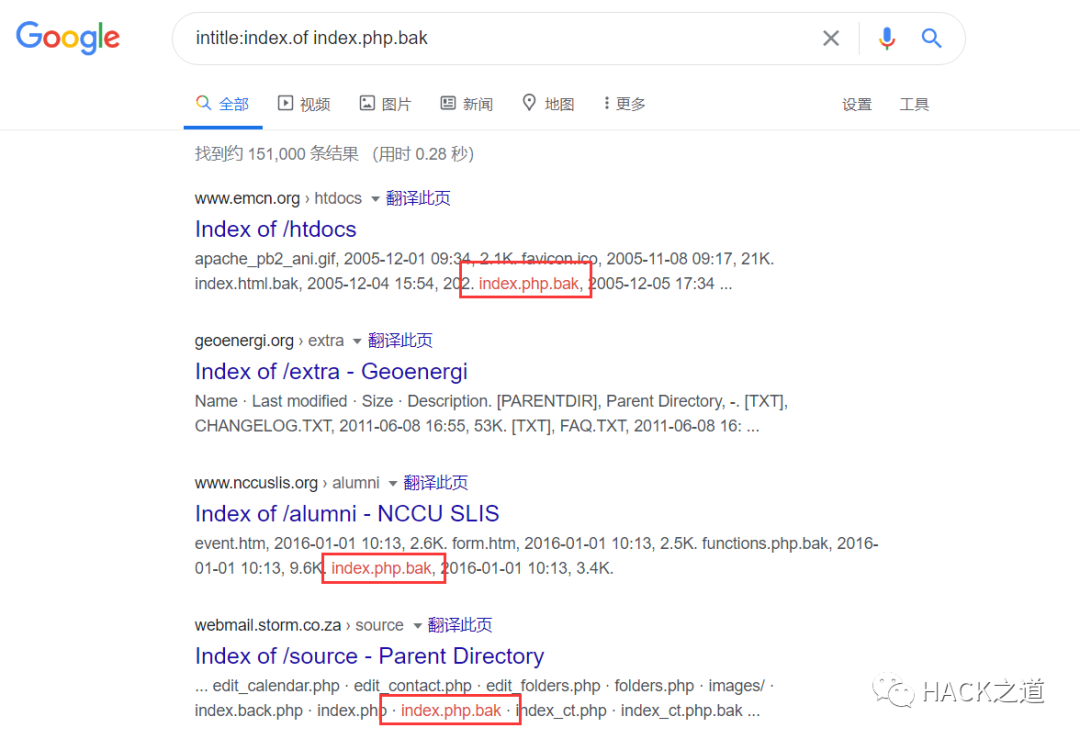 Google
intitle:index.of index.php.bak
全部 视频 图片 新闻 地图 更多 设置 工具
找到约 151,000 条结果 （用时 0.28 秒）
www.emcn.org › htdocs 翻译此页
Index of /htdocs
apache_pb2_ani.gif, 2005-12-01 09:34, 2.1K. favicon.ico, 2005-11-08 09:17, 21K.
index.html.bak, 2005-12-04 15:54, 202. index.php.bak, 2005-12-05 17:34 ...
geoenergi.org › extra 翻译此页
Index of /extra - Geoenergi
Name · Last modified · Size · Description. [PARENTDIR], Parent Directory, -. [TXT],
CHANGELOG.TXT, 2011-06-08 16:55, 53K. [TXT], FAQ.TXT, 2011-06-08 16: ...
www.nccuslis.org › alumni 翻译此页
Index of /alumni - NCCU SLIS
event.htm, 2016-01-01 10:13, 2.6K. form.htm, 2016-01-01 10:13, 2.5K. functions.php.bak, 2016-
01-01 10:13, 9.6K. index.php.bak, 2016-01-01 10:13, 3.4K.
webmail.storm.co.za › source 翻译此页
Index of /source - Parent Directory
... edit_calendar.php · edit_contact.php · edit_folders.php · folders.php · images/ ·
index.back.php · index.php · index.php.bak · index_ct.php · index_ct.php.bak ...
HACK之道